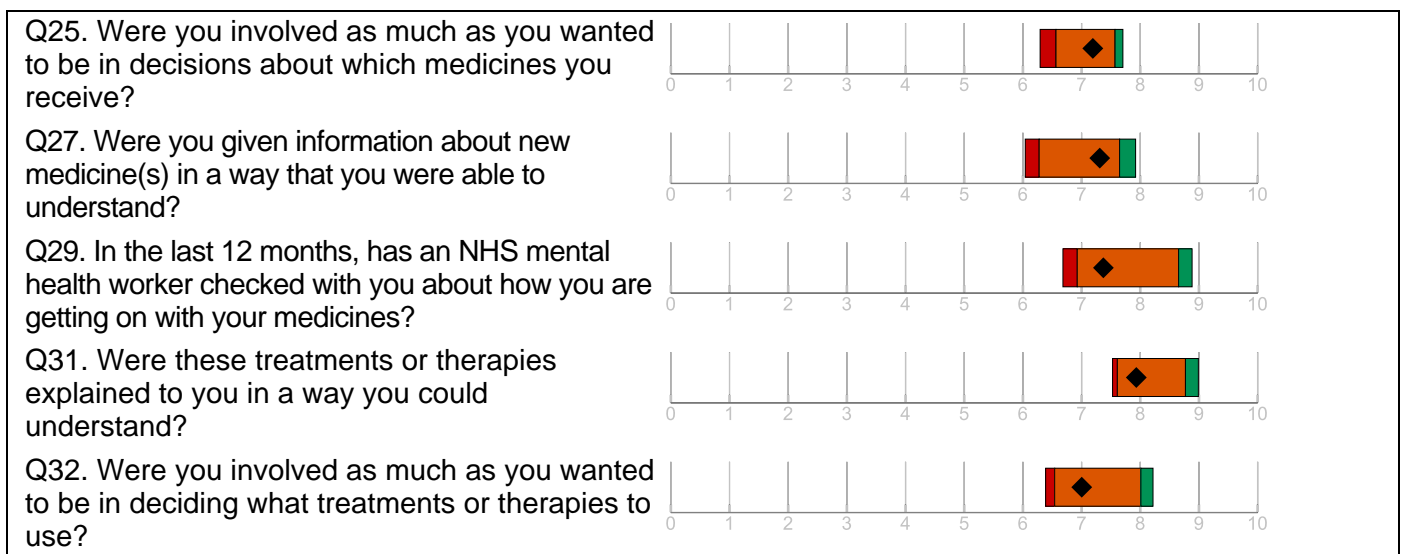 Q25. Were you involved as much as you wanted
to be in decisions about which medicines you
receive?
0 1 2 3 4 5 6 7 8 9 10
Q27. Were you given information about new
medicine(s) in a way that you were able to
understand?
0 1 2 3 4 5 6 7 8 9 10
Q29. In the last 12 months, has an NHS mental
health worker checked with you about how you are
getting on with your medicines?
0 1 2 3 4 5 6 7 8 9 10
Q31. Were these treatments or therapies
explained to you in a way you could
understand?
0 1 2 3 4 5 6 7 8 9 10
Q32. Were you involved as much as you wanted
to be in deciding what treatments or therapies to
use?
0 1 2 3 4 5 6 7 8 9 10